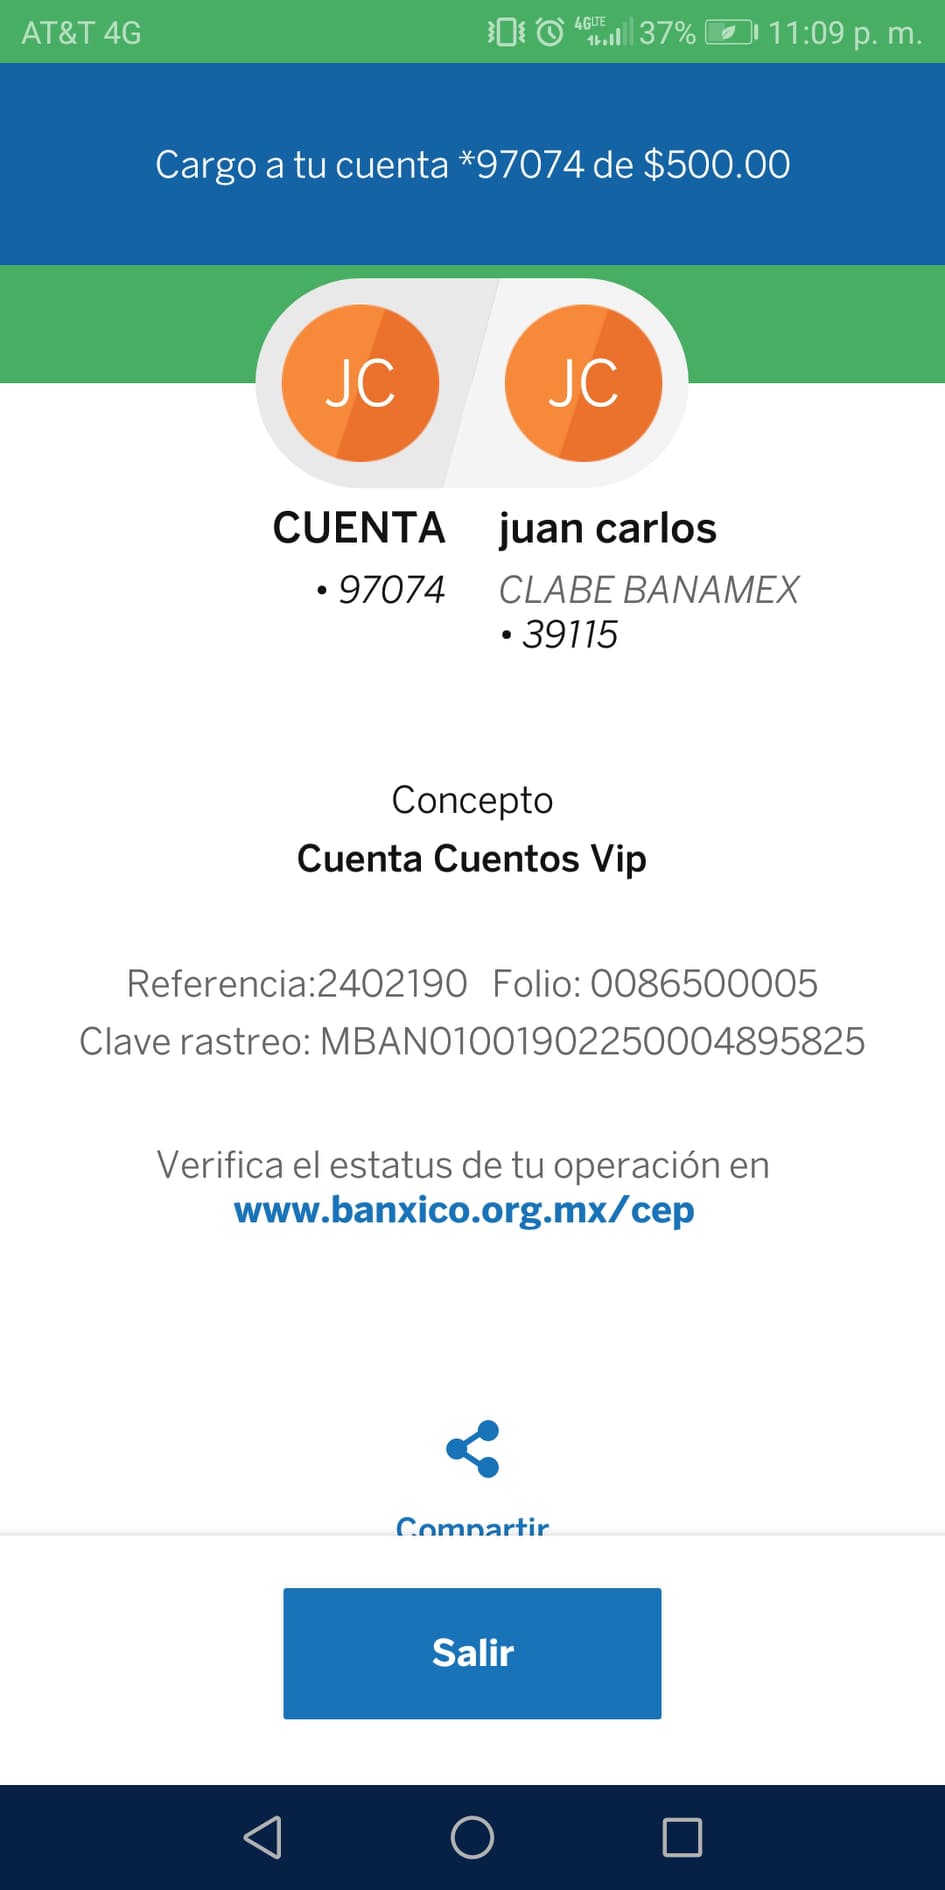 AT&T 4G 4G LTE 37% 11:09 p. m.
Cargo a tu cuenta *97074 de $500.00
JC JC
CUENTA juan carlos
• 97074 CLABE BANAMEX
• 39115
Concepto
Cuenta Cuentos Vip
Referencia:2402190 Folio: 0086500005
Clave rastreo: MBAN01001902250004895825
Verifica el estatus de tu operación en
www.banxico.org.mx/cep
Compartir
Salir